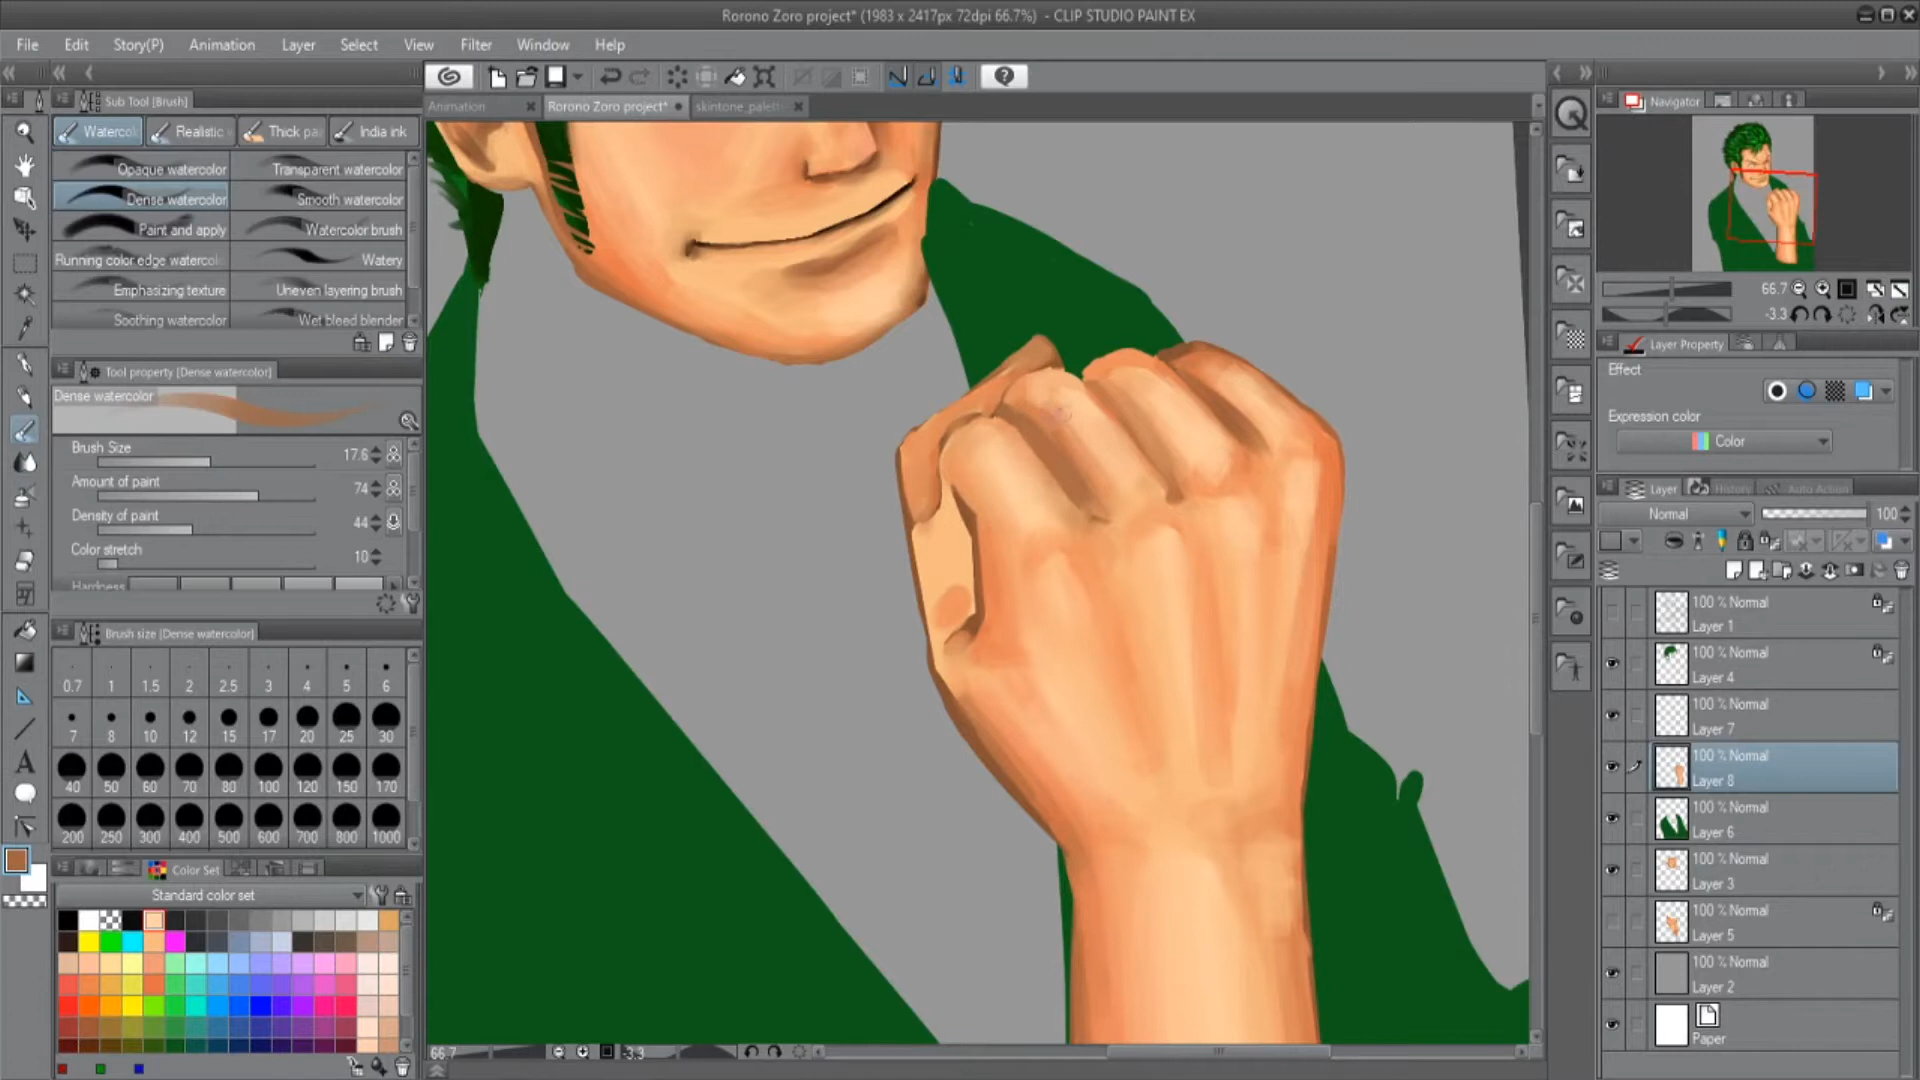 Rorono Zoro project* (1983 x 2417px 72dpi 66.7%) - CLIP STUDIO PAINT EX
File Edit Story(P) Animation Layer Select View Filter Window Help
Sub Tool [Brush]
Animation Rorono Zoro project* skintone_palett
Navigator
Watercol Realistic Thick pa India ink
Opaque watercolor Transparent watercolor
Dense watercolor Smooth watercolor
Paint and apply Watercolor brush
Running color edge watercolo Watery
Emphasizing texture Uneven layering brush
Soothing watercolor Wet bleed blender
66.7
-3.3
Layer Property
Effect
Expression color
Color
Tool property [Dense watercolor]
Dense watercolor
Brush Size 17.6
Amount of paint 74
Density of paint 44
Color stretch 10
Hardness
Layer History Auto Action
Normal 100
Brush size [Dense watercolor]
0.7 1 1.5 2 2.5 3 4 5 6
7 8 10 12 15 17 20 25 30
40 50 60 70 80 100 120 150 170
200 250 300 400 500 600 700 800 1000
100 % Normal
Layer 1
100 % Normal
Layer 4
100 % Normal
Layer 7
100 % Normal
Layer 8
100 % Normal
Layer 6
100 % Normal
Layer 3
100 % Normal
Layer 5
100 % Normal
Layer 2
Paper
Color Set
Standard color set
66.7 -3.3